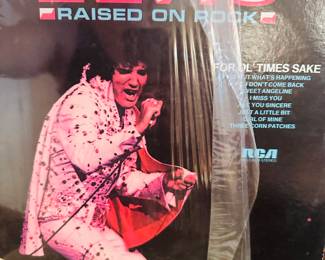 RAISED ON ROCK
FOR OL' TIMES SAKE
IT WHAT'S HAPPENING
I DON'T COME BACK
SWEET ANGELINE
I MISS YOU
YOU SINCERE
JUST A LITTLE BIT
GIRL OF MINE
THREE CORN PATCHES
RCA